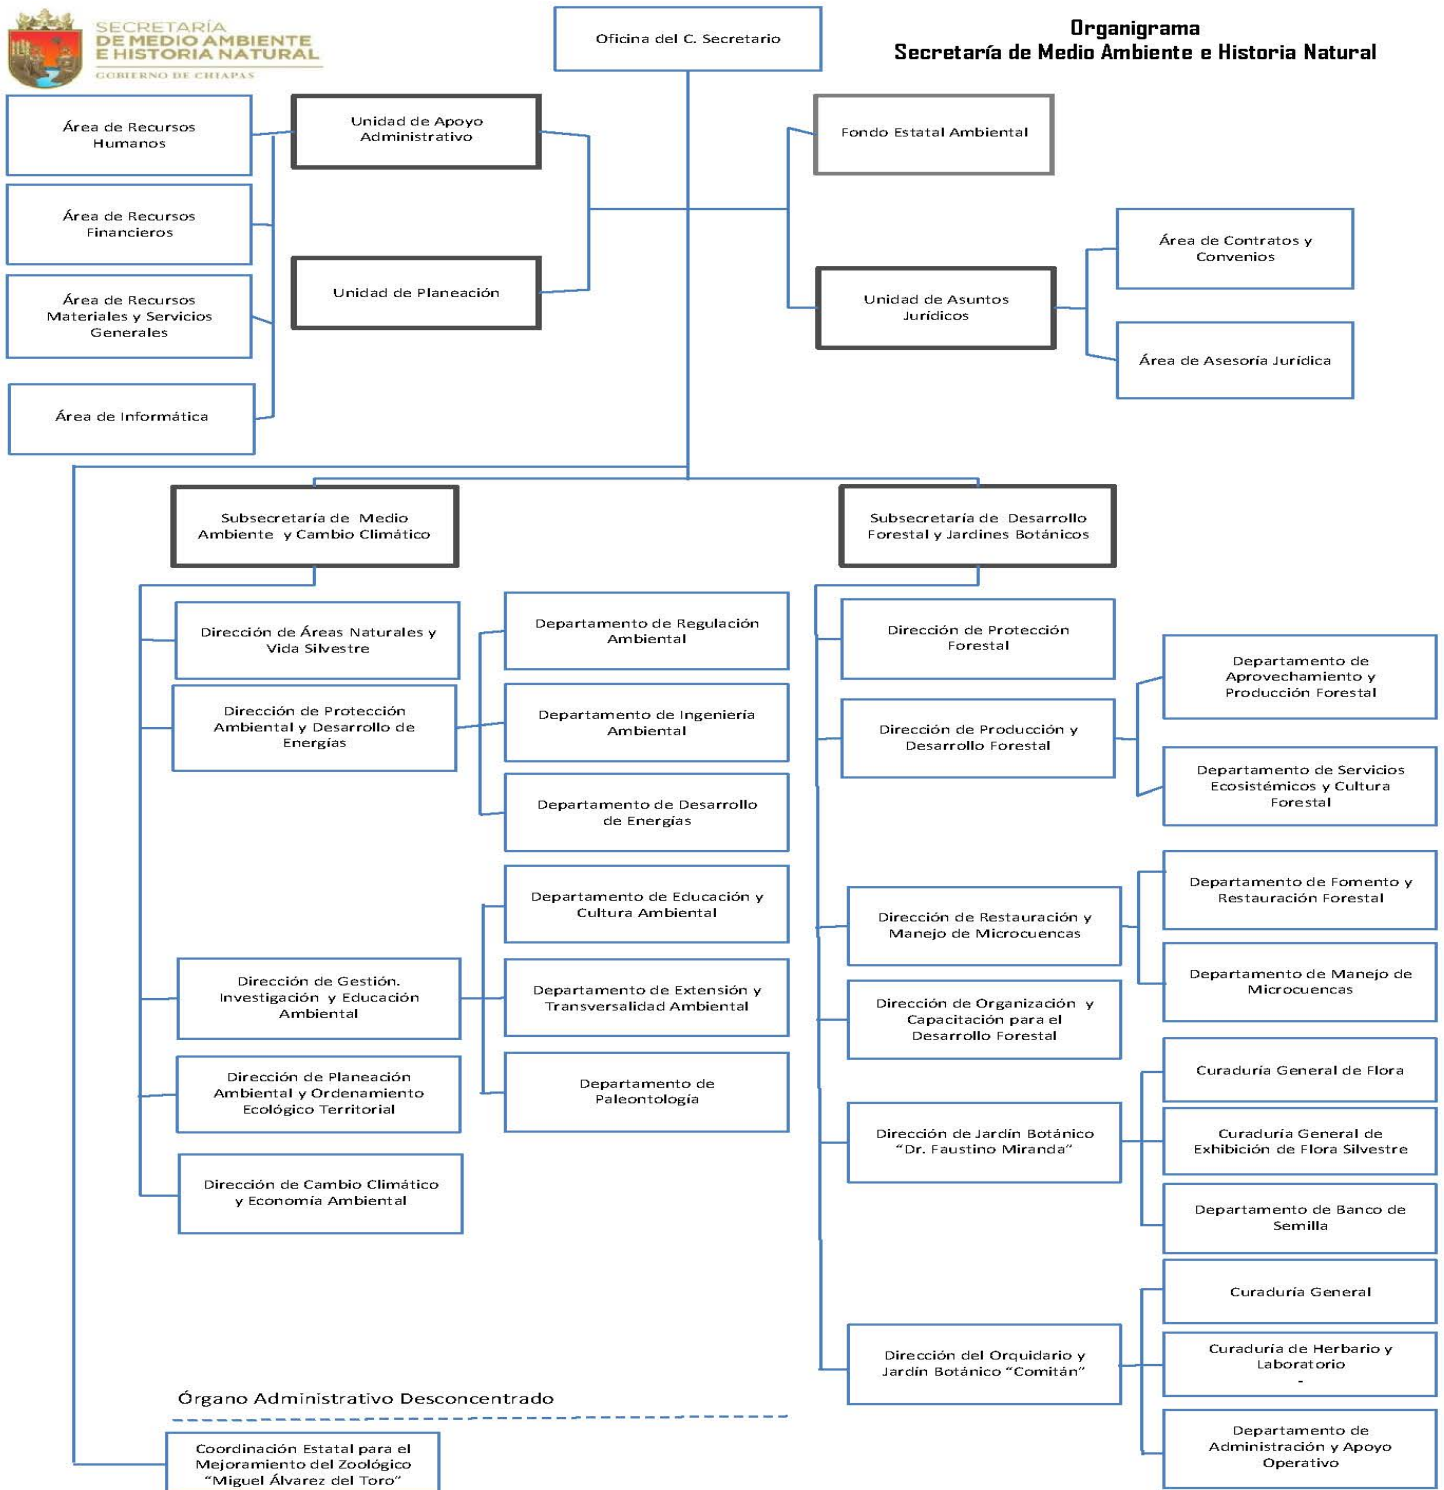 SECRETARÍA
DE MEDIO AMBIENTE
E HISTORIA NATURAL
GOBIERNO DE CHIAPAS
Oficina del C. Secretario
Organigrama
Secretaría de Medio Ambiente e Historia Natural
Área de Recursos
Humanos
Unidad de Apoyo
Administrativo
Fondo Estatal Ambiental
Área de Recursos
Financieros
Área de Contratos y
Convenios
Área de Recursos
Materiales y Servicios
Generales
Unidad de Planeación
Unidad de Asuntos
Jurídicos
Área de Asesoría Jurídica
Área de Informática
Subsecretaría de Medio
Ambiente y Cambio Climático
Subsecretaría de Desarrollo
Forestal y Jardines Botánicos
Dirección de Áreas Naturales y
Vida Silvestre
Dirección de Protección
Ambiental y Desarrollo de
Energías
Departamento de Regulación
Ambiental
Departamento de Ingeniería
Ambiental
Departamento de Desarrollo
de Energías
Departamento de Educación y
Cultura Ambiental
Dirección de Gestión.
Investigación y Educación
Ambiental
Departamento de Extensión y
Transversalidad Ambiental
Departamento de
Paleontología
Dirección de Planeación
Ambiental y Ordenamiento
Ecológico Territorial
Dirección de Cambio Climático
y Economía Ambiental
Dirección de Protección
Forestal
Dirección de Producción y
Desarrollo Forestal
Departamento de
Aprovechamiento y
Producción Forestal
Departamento de Servicios
Ecosistémicos y Cultura
Forestal
Dirección de Restauración y
Manejo de Microcuencas
Departamento de Fomento y
Restauración Forestal
Departamento de Manejo de
Microcuencas
Dirección de Organización y
Capacitación para el
Desarrollo Forestal
Dirección de Jardín Botánico
“Dr. Faustino Miranda”
Curaduría General de Flora
Curaduría General de
Exhibición de Flora Silvestre
Departamento de Banco de
Semilla
Dirección del Orquidario y
Jardín Botánico “Comitán”
Curaduría General
Curaduría de Herbario y
Laboratorio
-
Departamento de
Administración y Apoyo
Operativo
Órgano Administrativo Desconcentrado
Coordinación Estatal para el
Mejoramiento del Zoológico
“Miguel Álvarez del Toro”